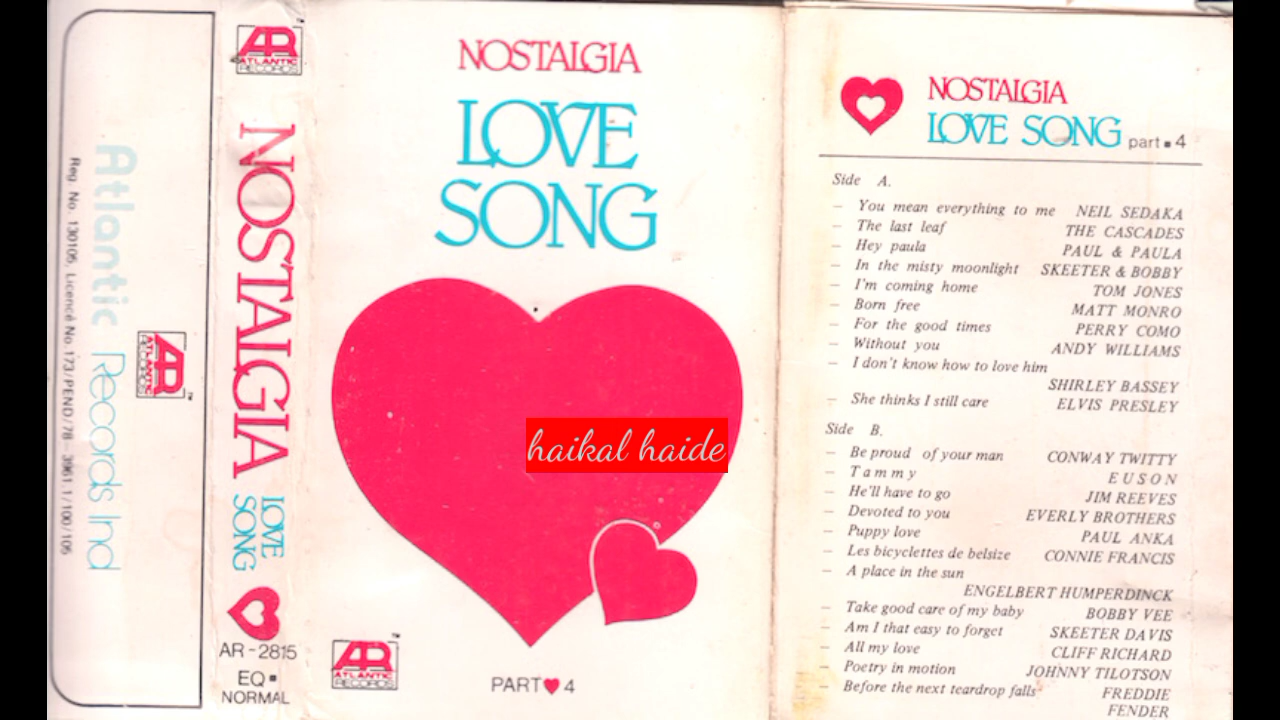 Atlantic Records Ind
Reg. No. 130105. Licence No. 173/PEND/78 - 3961.1/100/105
AR
ATLANTIC
RECORDS
AR
ATLANTIC
RECORDS
NOSTALGIA
LOVE
SONG
AR - 2815
EQ ▪
NORMAL
NOSTALGIA
LOVE
SONG
haikal haide
AR
ATLANTIC
RECORDS
PART ♥ 4
NOSTALGIA
LOVE SONG part ▪ 4
Side A.
– You mean everything to me NEIL SEDAKA
– The last leaf THE CASCADES
– Hey paula PAUL & PAULA
– In the misty moonlight SKEETER & BOBBY
– I'm coming home TOM JONES
– Born free MATT MONRO
– For the good times PERRY COMO
– Without you ANDY WILLIAMS
– I don't know how to love him
SHIRLEY BASSEY
– She thinks I still care ELVIS PRESLEY
Side B.
– Be proud of your man CONWAY TWITTY
– Tammy EUSON
– He'll have to go JIM REEVES
– Devoted to you EVERLY BROTHERS
– Puppy love PAUL ANKA
– Les bicyclettes de belsize CONNIE FRANCIS
– A place in the sun
ENGELBERT HUMPERDINCK
– Take good care of my baby BOBBY VEE
– Am I that easy to forget SKEETER DAVIS
– All my love CLIFF RICHARD
– Poetry in motion JOHNNY TILOTSON
– Before the next teardrop falls FREDDIE
FENDER